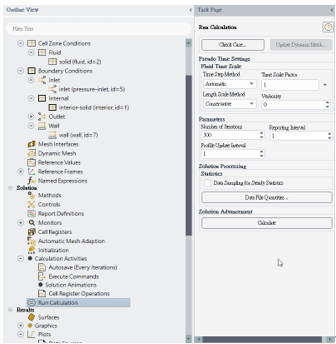 Outline View
Filter Text
Cell Zone Conditions
Fluid
solid (fluid, id=2)
Boundary Conditions
Inlet
inlet (pressure-inlet, id=5)
Internal
interior-solid (interior, id=1)
Outlet
Wall
wall (wall, id=7)
Mesh Interfaces
Dynamic Mesh
Reference Values
Reference Frames
Named Expressions
Solution
Methods
Controls
Report Definitions
Monitors
Cell Registers
Automatic Mesh Adaption
Initialization
Calculation Activities
Autosave (Every Iterations)
Execute Commands
Solution Animations
Cell Register Operations
Run Calculation
Results
Surfaces
Graphics
Plots
Data Sources
Task Page
Run Calculation
Check Case...
Update Dynamic Mesh...
Pseudo Time Settings
Fluid Time Scale
Time Step Method
Time Scale Factor
Automatic
1
Length Scale Method
Verbosity
Conservative
0
Parameters
Number of Iterations
Reporting Interval
500
1
Profile Update Interval
1
Solution Processing
Statistics
Data Sampling for Steady Statistics
Data File Quantities...
Solution Advancement
Calculate